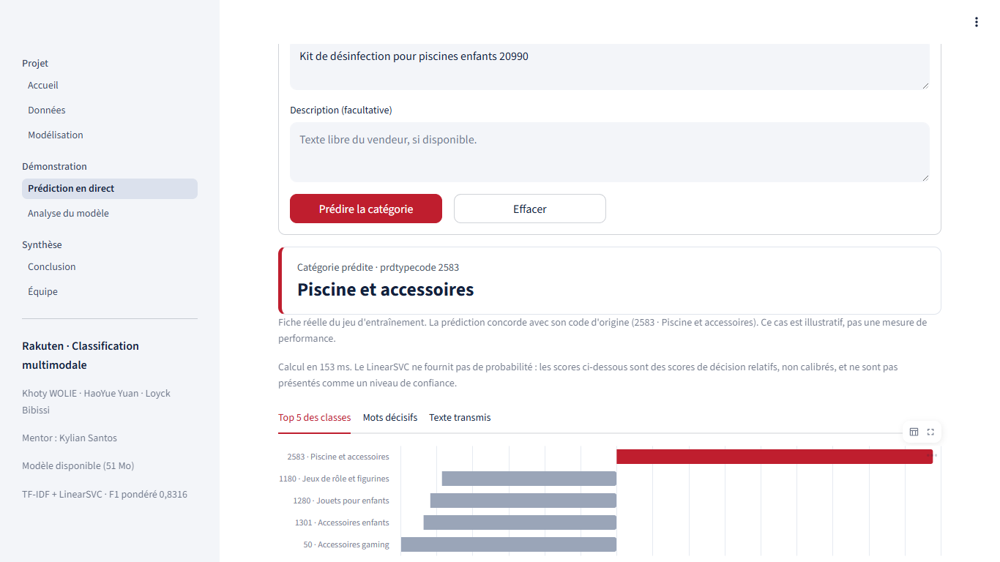 Projet
Accueil
Données
Modélisation
Démonstration
Prédiction en direct
Analyse du modèle
Synthèse
Conclusion
Équipe
Rakuten · Classification
multimodale
Khoty WOLIE · HaoYue Yuan · Loyck
Bibissi
Mentor : Kylian Santos
Modèle disponible (51 Mo)
TF-IDF + LinearSVC · F1 pondéré 0,8316
Kit de désinfection pour piscines enfants 20990
Description (facultative)
Texte libre du vendeur, si disponible.
Prédire la catégorie
Effacer
Catégorie prédite · prdtypecode 2583
Piscine et accessoires
Fiche réelle du jeu d'entraînement. La prédiction concorde avec son code d'origine (2583 · Piscine et accessoires). Ce cas est illustratif, pas une mesure de
performance.
Calcul en 153 ms. Le LinearSVC ne fournit pas de probabilité : les scores ci-dessous sont des scores de décision relatifs, non calibrés, et ne sont pas
présentés comme un niveau de confiance.
Top 5 des classes
Mots décisifs
Texte transmis
2583 · Piscine et accessoires
1180 · Jeux de rôle et figurines
1280 · Jouets pour enfants
1301 · Accessoires enfants
50 · Accessoires gaming